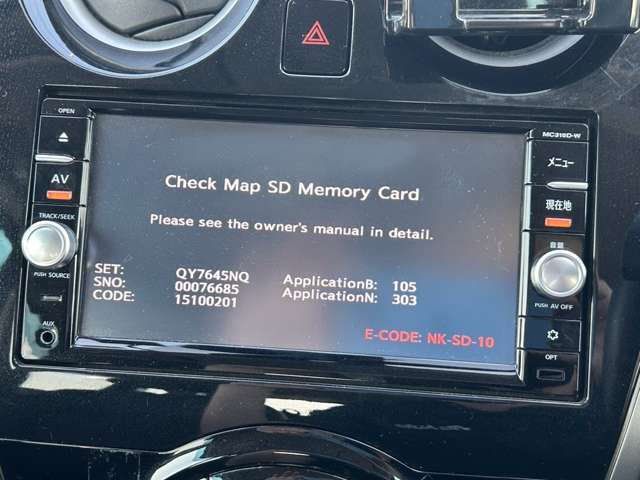 OPEN
MC315D-W
AV
TRACK/SEEK
PUSH SOURCE
AUX
Check Map SD Memory Card
Please see the owner's manual in detail.
SET: QY7645NQ ApplicationB: 105
SNO: 00076685 ApplicationN: 303
CODE: 15100201
E-CODE: NK-SD-10
メニュー
現在地
音量
PUSH AV OFF
OPT